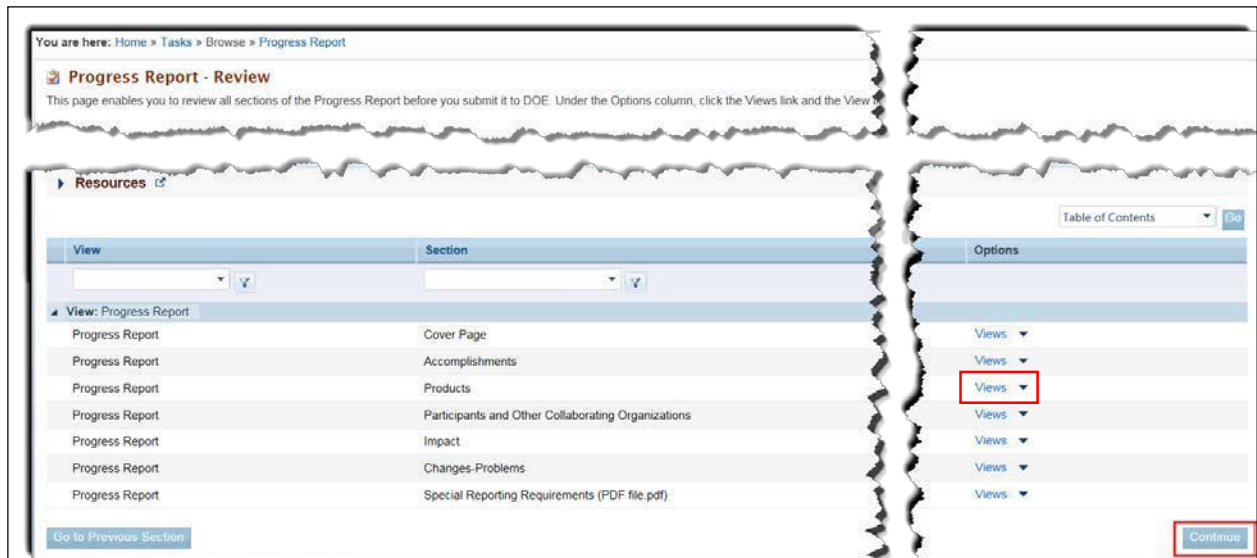 You are here: Home » Tasks » Browse » Progress Report
Progress Report - Review
This page enables you to review all sections of the Progress Report before you submit it to DOE. Under the Options column, click the Views link and the View
Resources
Table of Contents Go
View Section Options
View: Progress Report
Progress Report Cover Page Views
Progress Report Accomplishments Views
Progress Report Products Views
Progress Report Participants and Other Collaborating Organizations Views
Progress Report Impact Views
Progress Report Changes-Problems Views
Progress Report Special Reporting Requirements (PDF file.pdf) Views
Go to Previous Section Continue